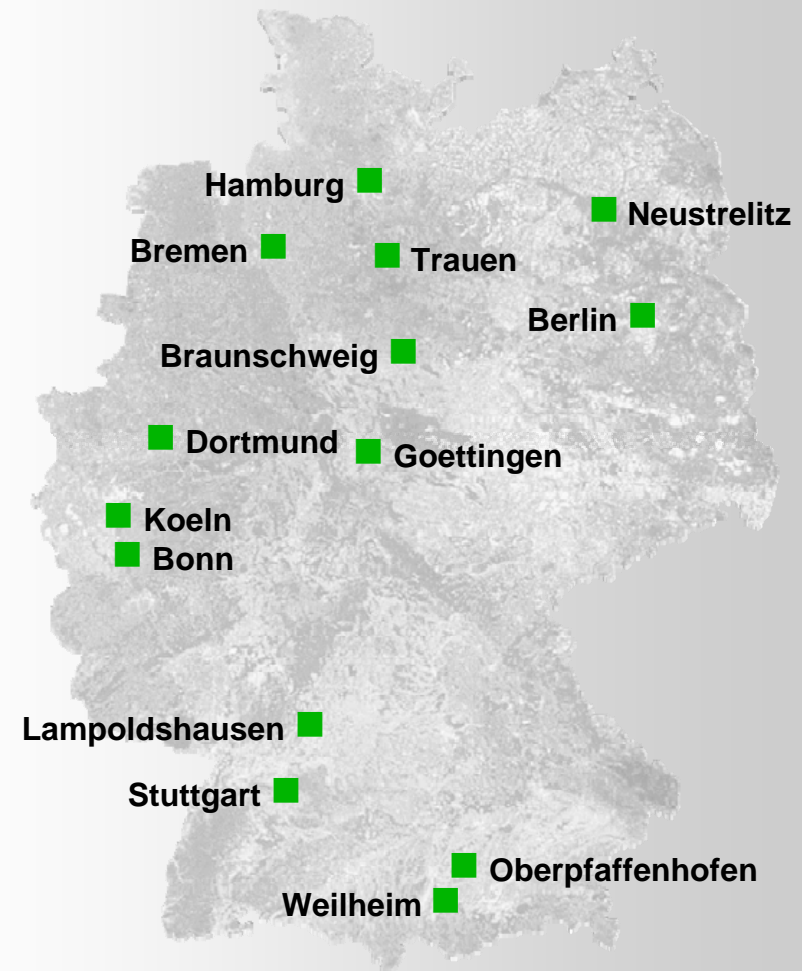 Hamburg
Neustrelitz
Bremen
Trauen
Berlin
Braunschweig
Dortmund
Goettingen
Koeln
Bonn
Lampoldshausen
Stuttgart
Oberpfaffenhofen
Weilheim